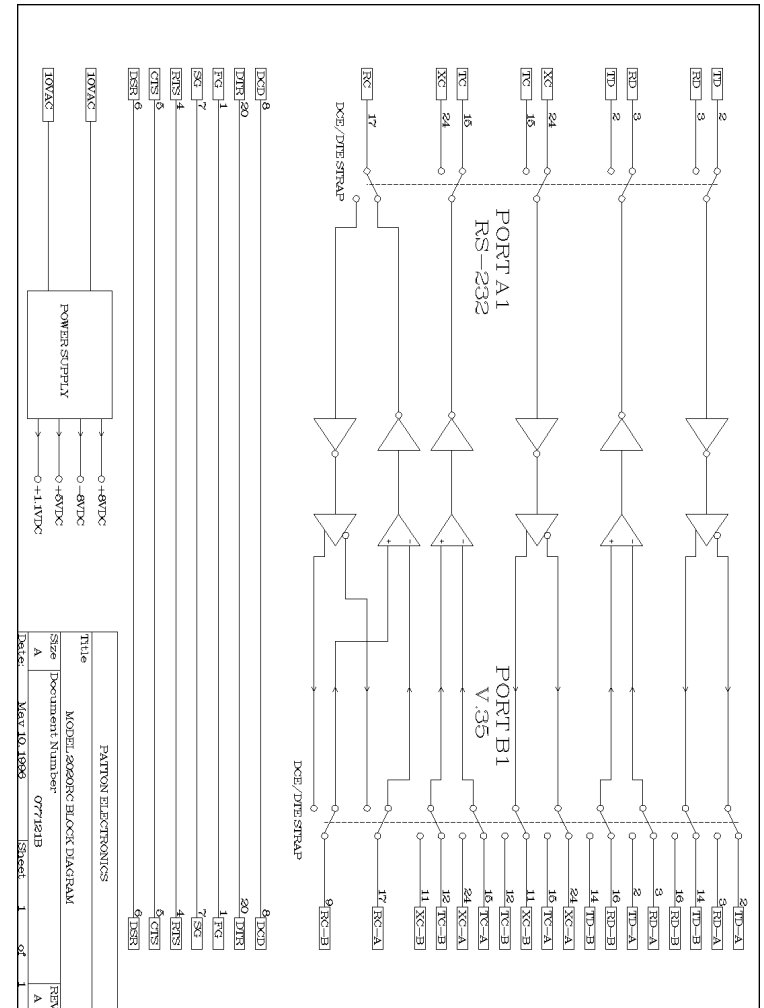 TD 2
RD 3
RD 3
TD 2
XC 24
TC 15
TC 15
XC 24
RC 17
DCE/DTE STRAP
PORT A1
RS-232
-
+
-
+
-
+
PORT B1
V.35
DCE/DTE STRAP
2 TD-A
3 RD-A
14 TD-B
16 RD-B
3 RD-A
2 TD-A
16 RD-B
14 TD-B
24 XC-A
15 TC-A
11 XC-B
12 TC-B
15 TC-A
24 XC-A
12 TC-B
11 XC-B
17 RC-A
9 RC-B
DCD 8
8 DCD
DTR 20
20 DTR
FG 1
1 FG
SG 7
7 SG
RTS 4
4 RTS
CTS 5
5 CTS
DSR 6
6 DSR
10VAC
10VAC
POWER SUPPLY
+8VDC
-8VDC
+5VDC
+1.1VDC
PATTON ELECTRONICS
Title
MODEL 2020RC BLOCK DIAGRAM
Size Document Number REV
A 077121B A
Date: May 10, 1996 Sheet 1 of 1